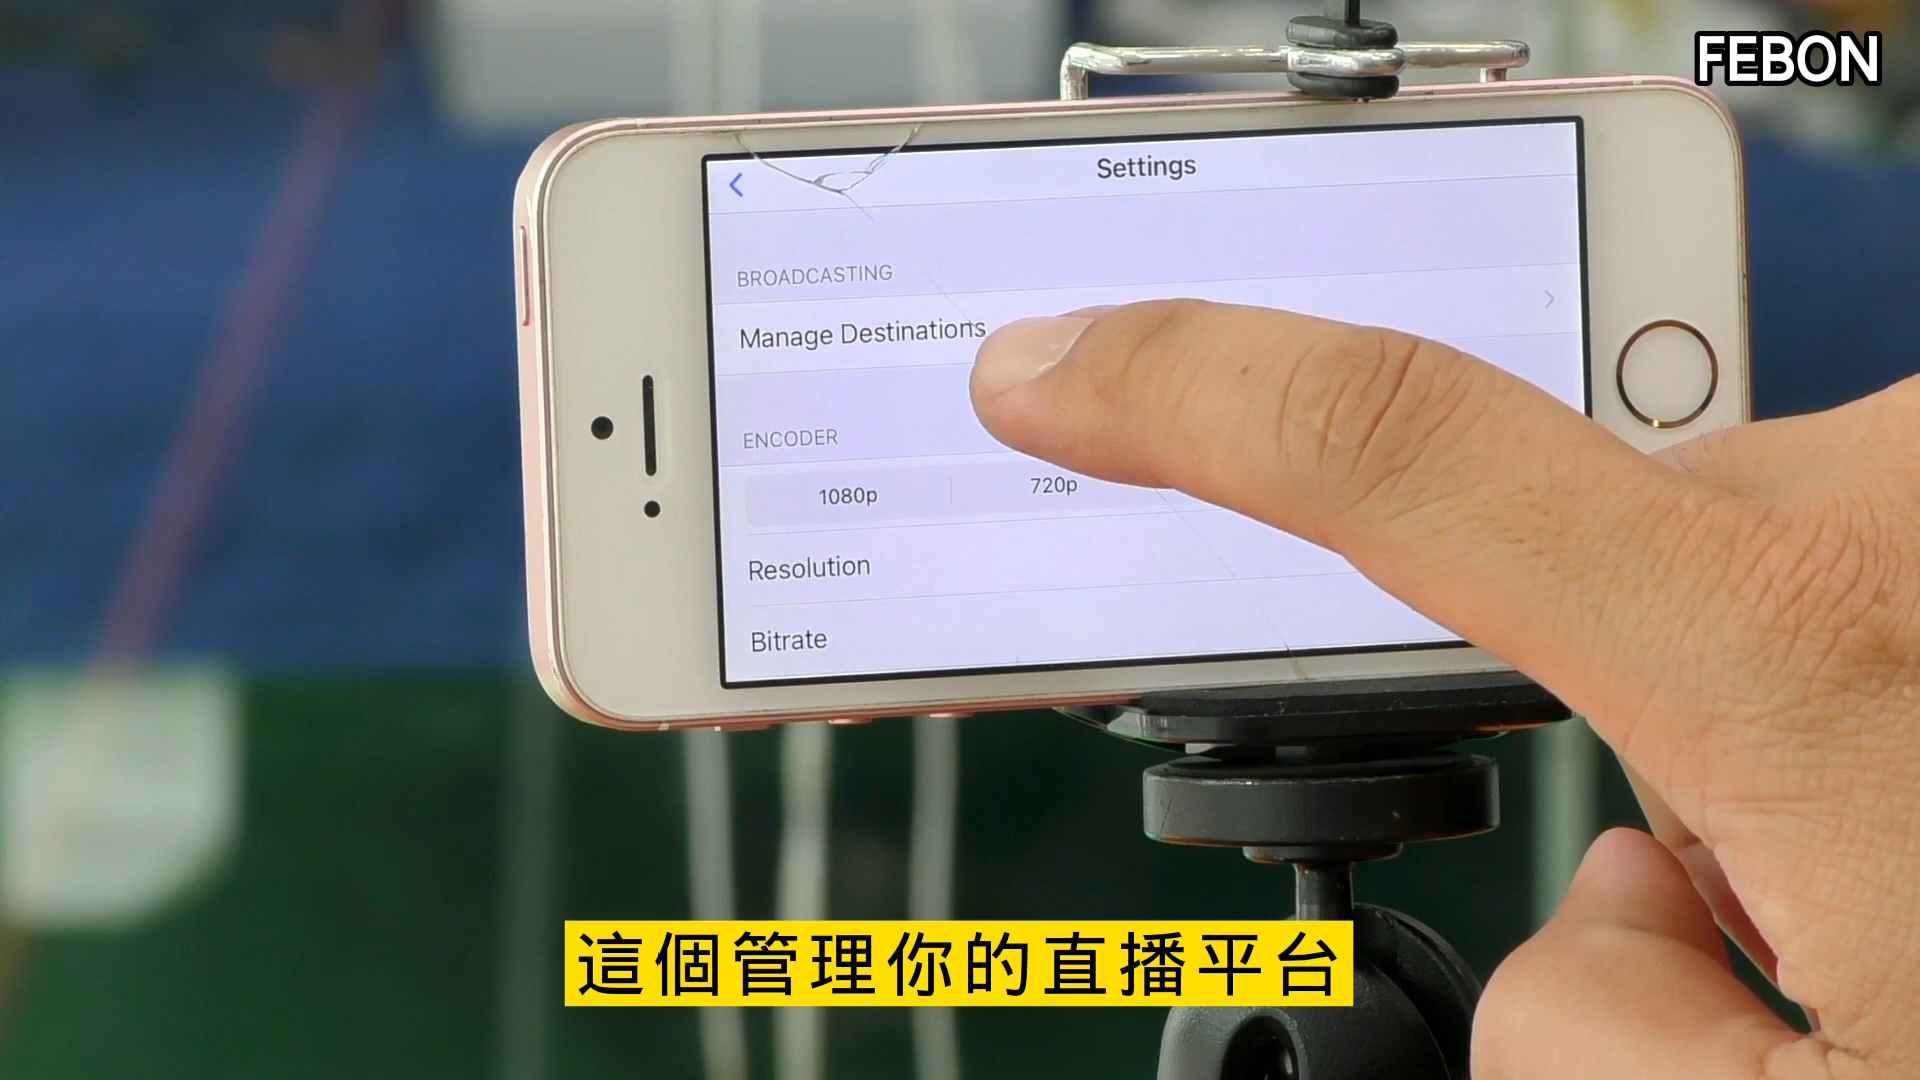 FEBON
Settings
BROADCASTING
Manage Destinations
ENCODER
1080p 720p
Resolution
Bitrate
這個管理你的直播平台